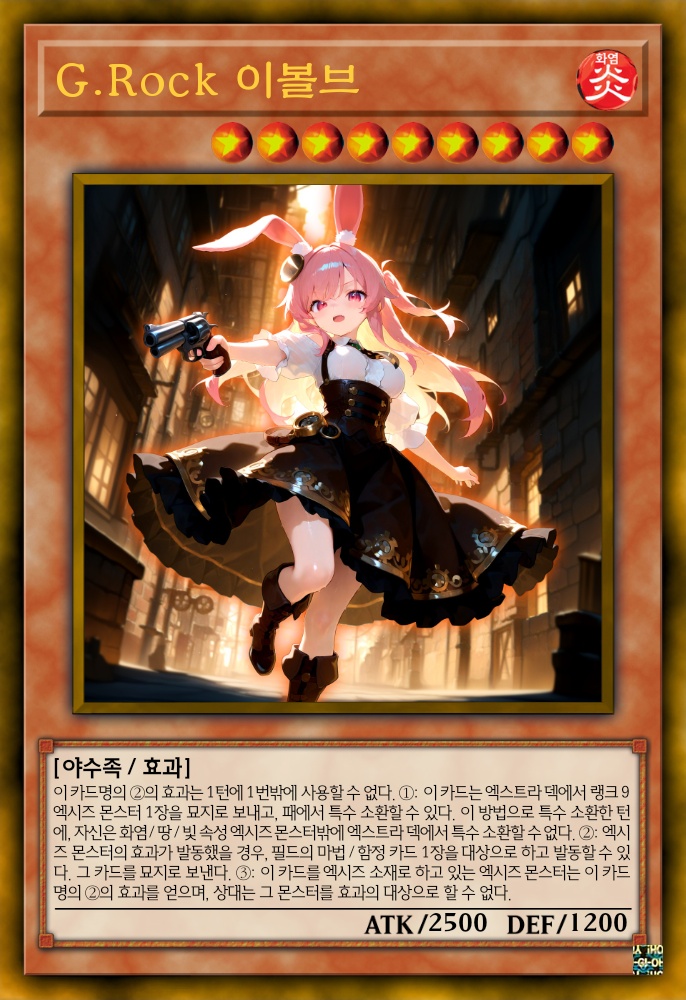 G.Rock 이볼브
화염
炎
[야수족 / 효과]
이 카드명의 ②의 효과는 1턴에 1번밖에 사용할 수 없다. ①: 이 카드는 엑스트라 덱에서 랭크 9
엑시즈 몬스터 1장을 묘지로 보내고, 패에서 특수 소환할 수 있다. 이 방법으로 특수 소환한 턴
에, 자신은 화염 / 땅 / 빛 속성 엑시즈 몬스터밖에 엑스트라 덱에서 특수 소환할 수 없다. ②: 엑시
즈 몬스터의 효과가 발동했을 경우, 필드의 마법 / 함정 카드 1장을 대상으로 하고 발동할 수 있
다. 그 카드를 묘지로 보낸다. ③: 이 카드를 엑시즈 소재로 하고 있는 엑시즈 몬스터는 이 카드
명의 ②의 효과를 얻으며, 상대는 그 몬스터를 효과의 대상으로 할 수 없다.
ATK/2500 DEF/1200